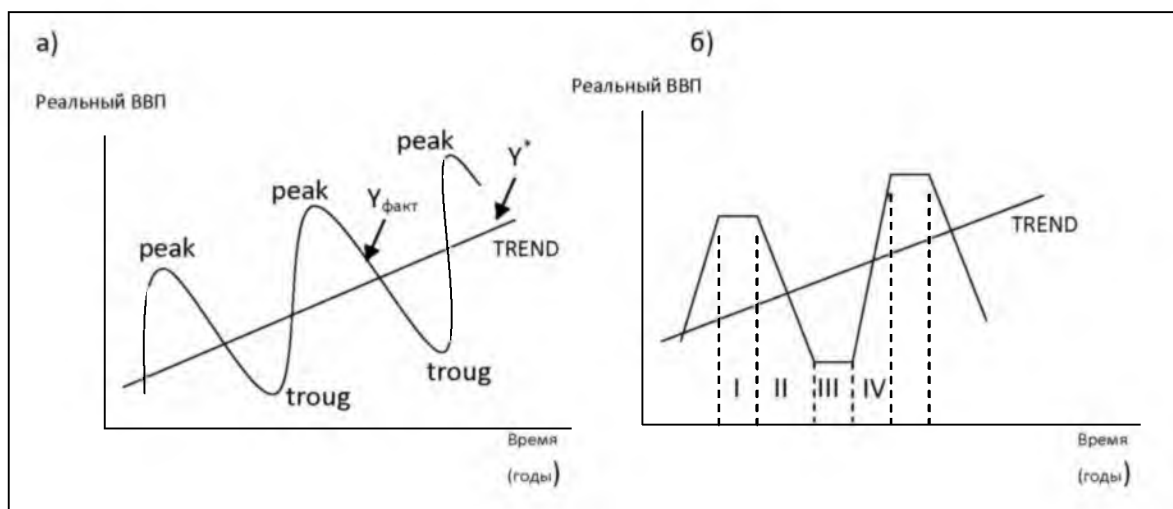 а)
Реальный ВВП
peak
peak
peak
Yфакт
Y*
TREND
troug
troug
Время
(годы)
б)
Реальный ВВП
TREND
I II III IV
Время
(годы)